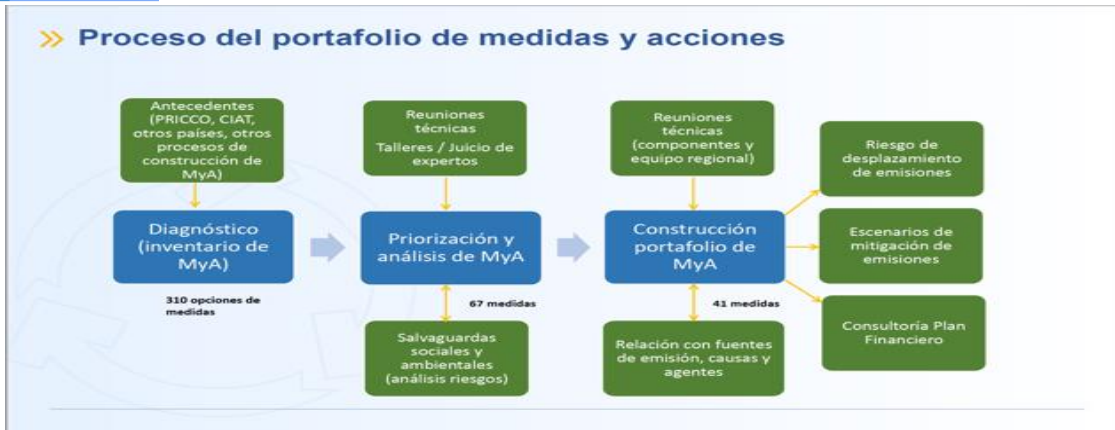 Proceso del portafolio de medidas y acciones
Antecedentes
(PRICCO, CIAT,
otros países, otros
procesos de
construcción de
MyA)
Reuniones
técnicas
Talleres / Juicio de
expertos
Reuniones
técnicas
(componentes y
equipo regional)
Riesgo de
desplazamiento
de emisiones
Diagnóstico
(inventario de
MyA)
Priorización y
análisis de MyA
Construcción
portafolio de
MyA
Escenarios de
mitigación de
emisiones
310 opciones de
medidas
67 medidas
41 medidas
Salvaguardas
sociales y
ambientales
(análisis riesgos)
Relación con fuentes
de emisión, causas y
agentes
Consultoría Plan
Financiero